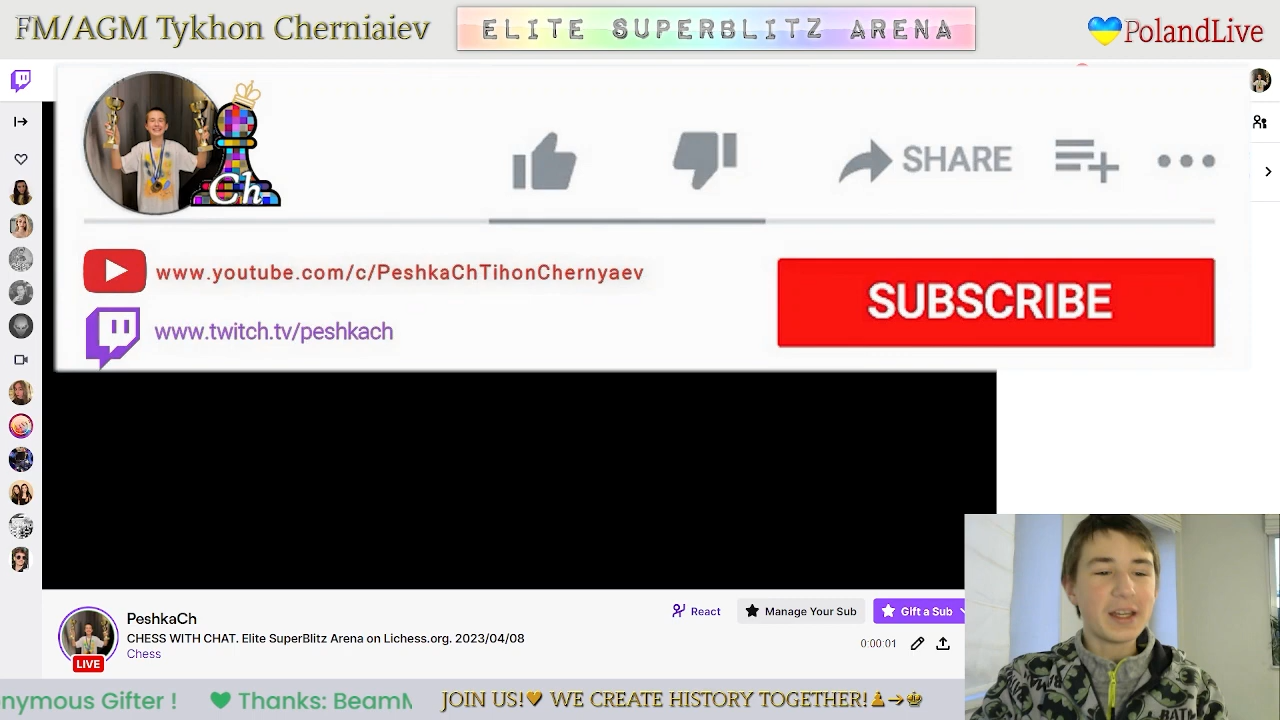 FM/AGM Tykhon Cherniaiev
ELITE SUPERBLITZ ARENA
PolandLive
Ch
SHARE
www.youtube.com/c/PeshkaChTihonChernyaev
SUBSCRIBE
www.twitch.tv/peshkach
PeshkaCh
React
Manage Your Sub
Gift a Sub
CHESS WITH CHAT. Elite SuperBlitz Arena on Lichess.org. 2023/04/08
0:00:01
Chess
LIVE
nymous Gifter ! Thanks: Beam
JOIN US! WE CREATE HISTORY TOGETHER!